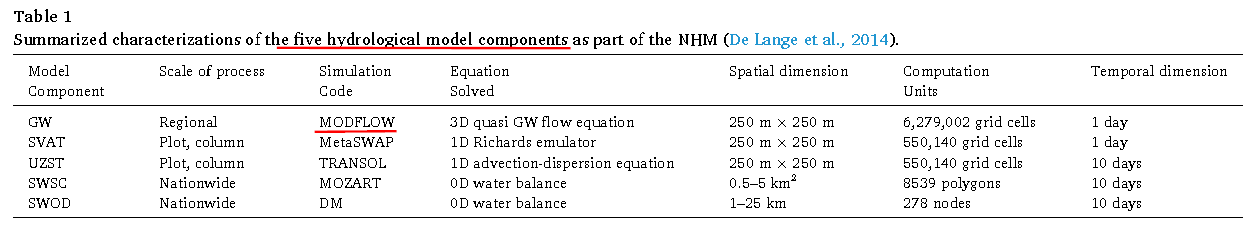 Table 1
Summarized characterizations of the five hydrological model components as part of the NHM (De Lange et al., 2014).
Model Component Scale of process Simulation Code Equation Solved Spatial dimension Computation Units Temporal dimension
GW Regional MODFLOW 3D quasi GW flow equation 250 m × 250 m 6,279,002 grid cells 1 day
SVAT Plot, column MetaSWAP 1D Richards emulator 250 m × 250 m 550,140 grid cells 1 day
UZST Plot, column TRANSOL 1D advection-dispersion equation 250 m × 250 m 550,140 grid cells 10 days
SWSC Nationwide MOZART 0D water balance 0.5–5 km² 8539 polygons 10 days
SWOD Nationwide DM 0D water balance 1–25 km 278 nodes 10 days